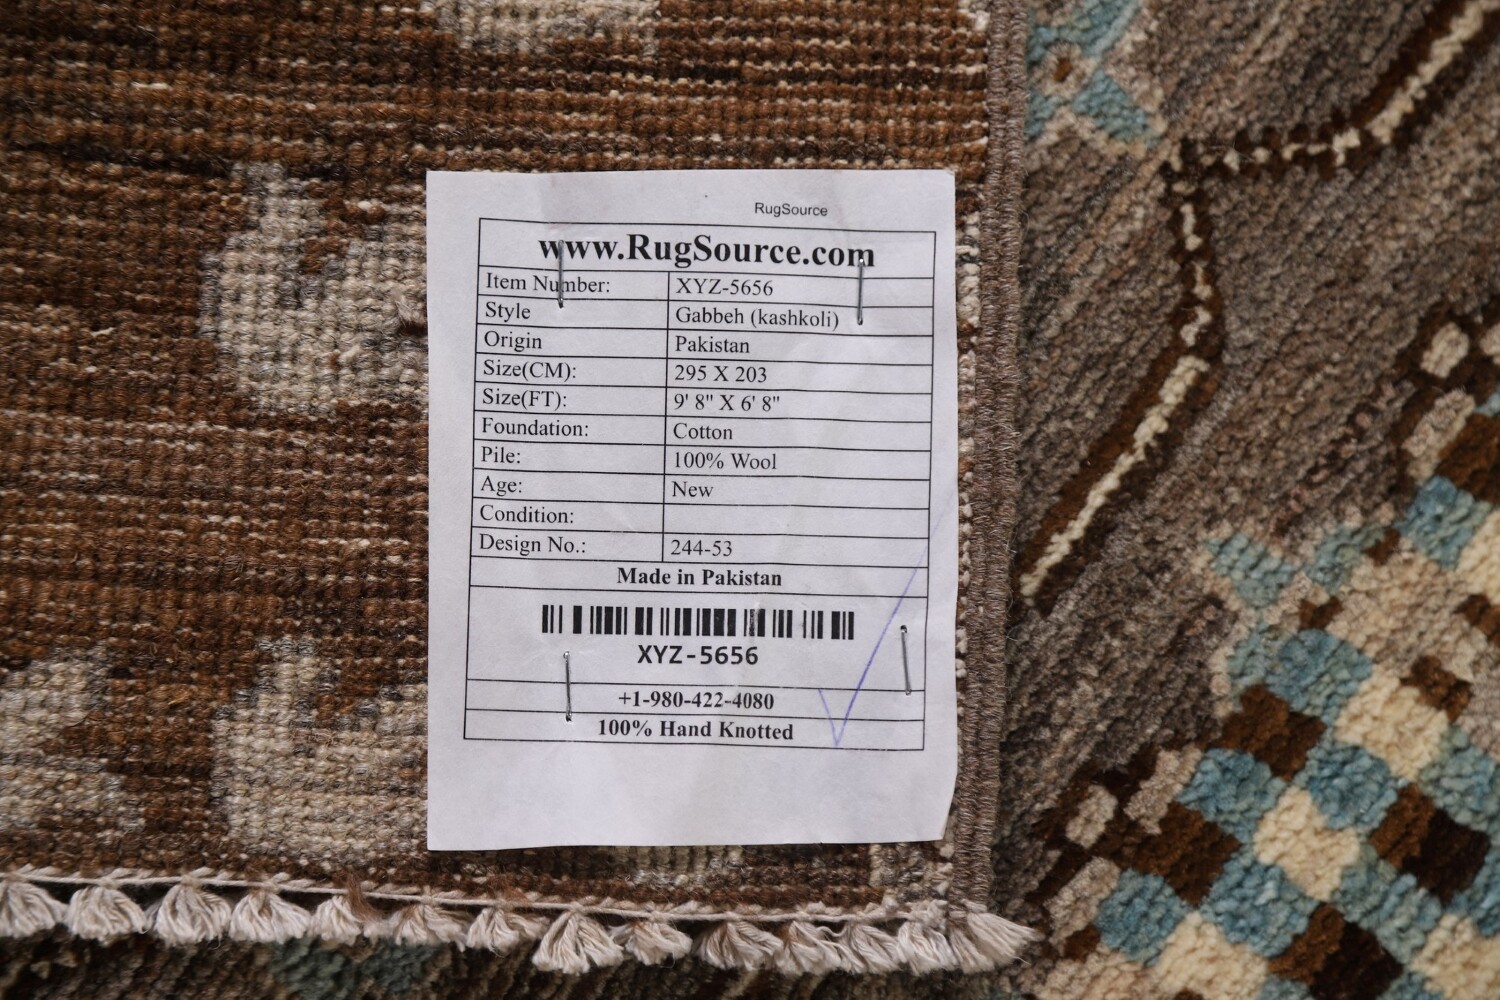 RugSource
www.RugSource.com
Item Number: XYZ-5656
Style Gabbeh (kashkoli)
Origin Pakistan
Size(CM): 295 X 203
Size(FT): 9' 8" X 6' 8"
Foundation: Cotton
Pile: 100% Wool
Age: New
Condition:
Design No.: 244-53
Made in Pakistan
XYZ-5656
+1-980-422-4080
100% Hand Knotted